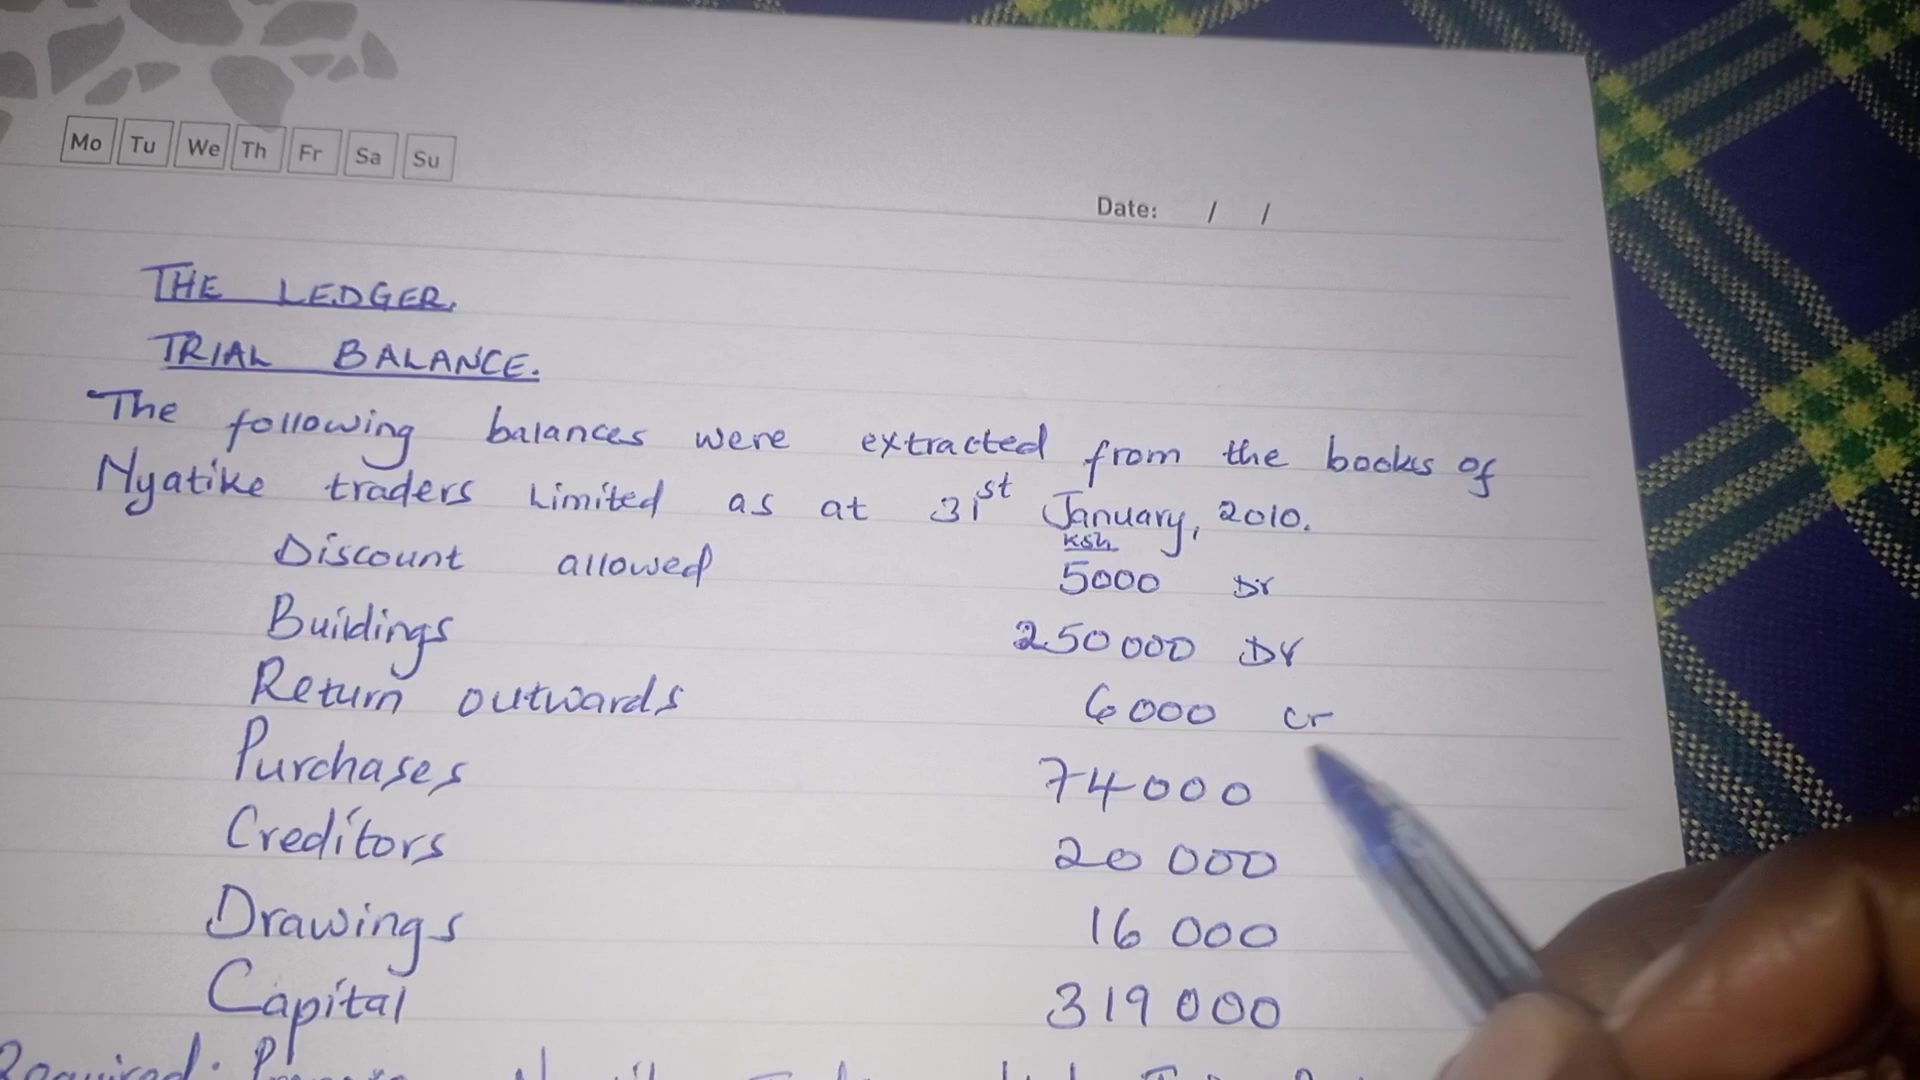 Mo Tu We Th Fr Sa Su
Date: / /
THE LEDGER.
TRIAL BALANCE.
The following balances were extracted from the books of
Nyatike traders Limited as at 31st January, 2010.
Ksh
Discount allowed 5000 Dr
Buildings 250000 Dr
Return outwards 6000 cr
Purchases 74000
Creditors 20 000
Drawings 16 000
Capital 319 000
Required: